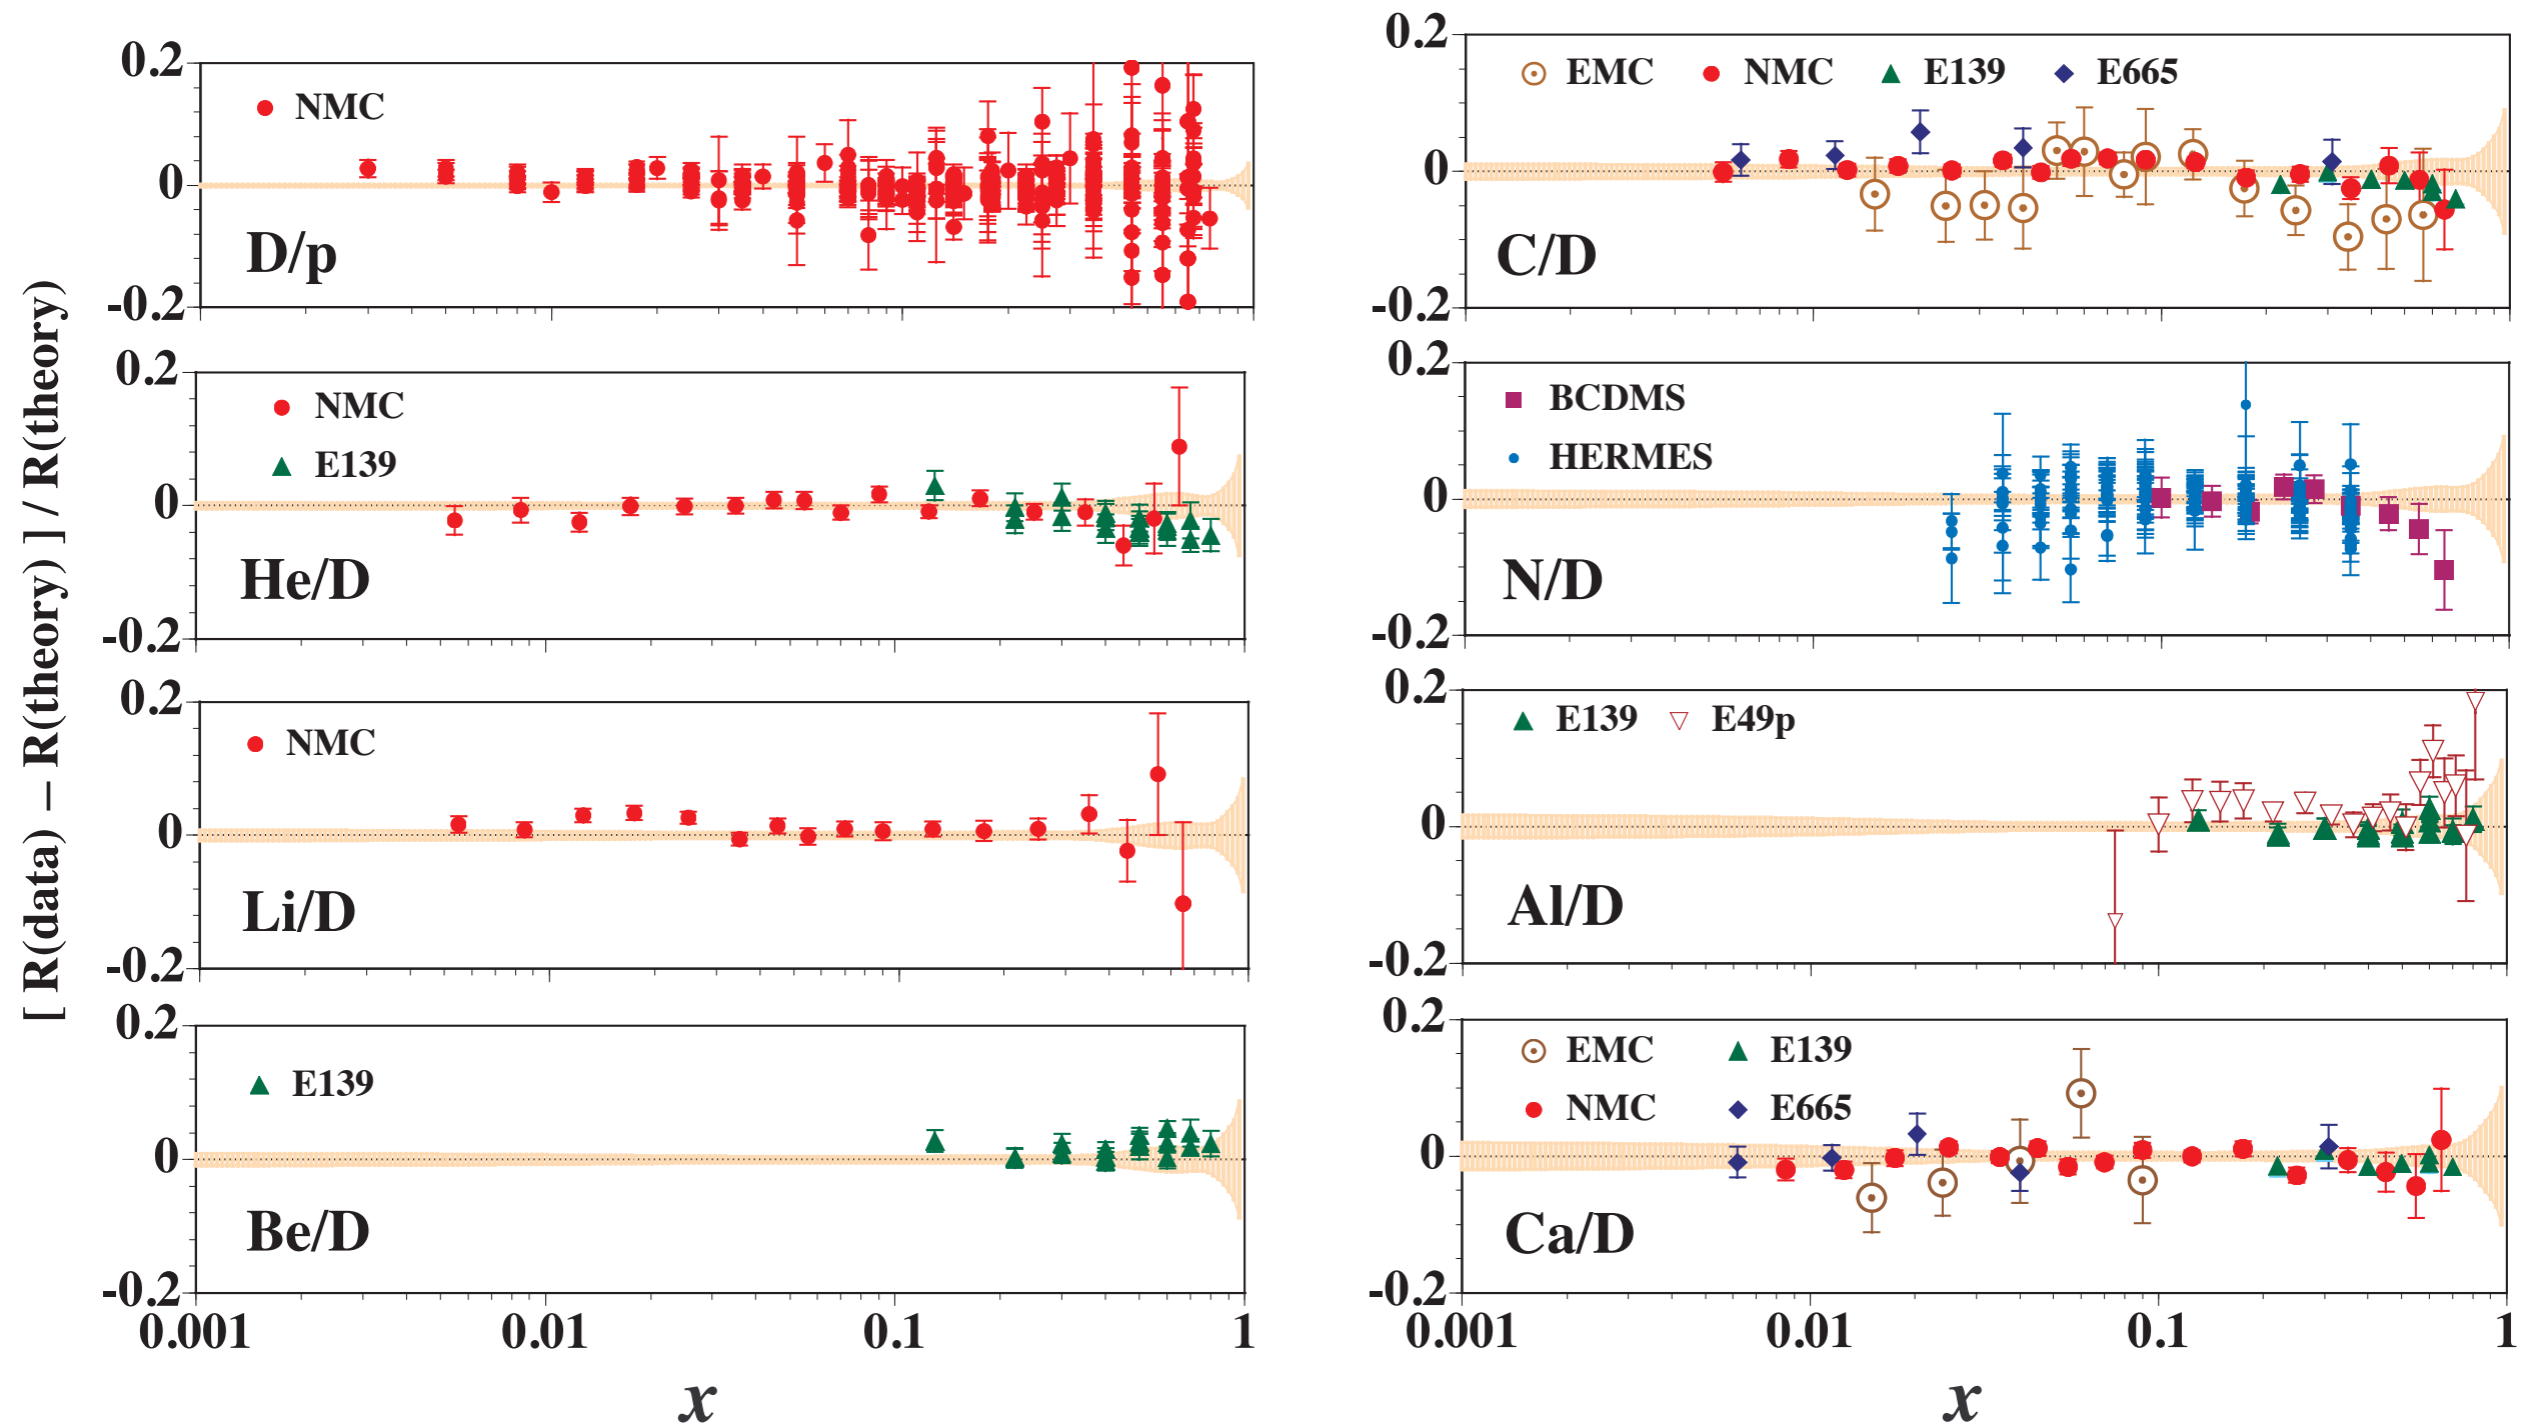 [ R(data) − R(theory) ] / R(theory)
0.2
NMC
0
D/p
-0.2
0.2
NMC
E139
0
He/D
-0.2
0.2
NMC
0
Li/D
-0.2
0.2
E139
0
Be/D
-0.2
0.001 0.01 0.1 1
x
0.2
EMC NMC E139 E665
0
C/D
-0.2
0.2
BCDMS
HERMES
0
N/D
-0.2
0.2
E139 E49p
0
Al/D
-0.2
0.2
EMC E139
NMC E665
0
Ca/D
-0.2
0.001 0.01 0.1 1
x